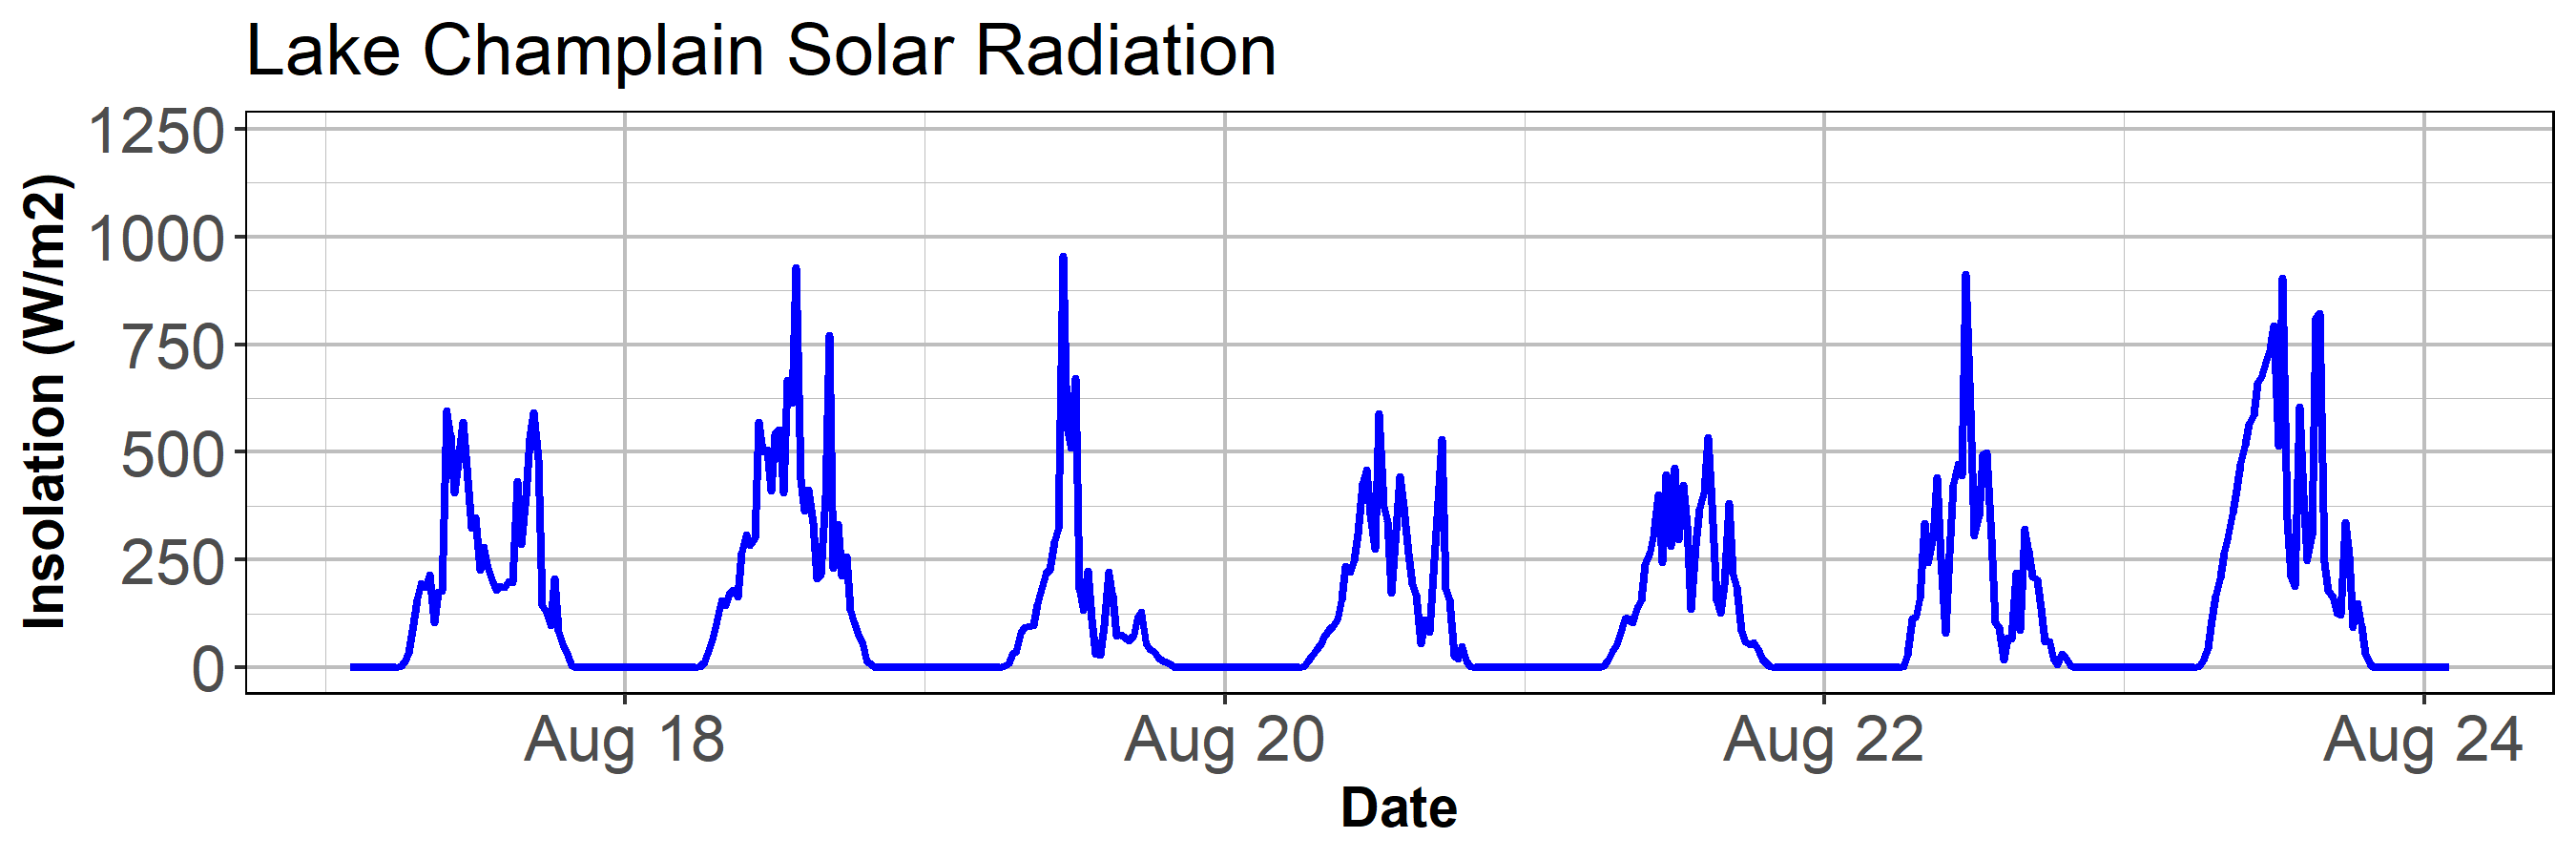 Lake Champlain Solar Radiation
Insolation (W/m2)
1250
1000
750
500
250
0
Aug 18 Aug 20 Aug 22 Aug 24
Date